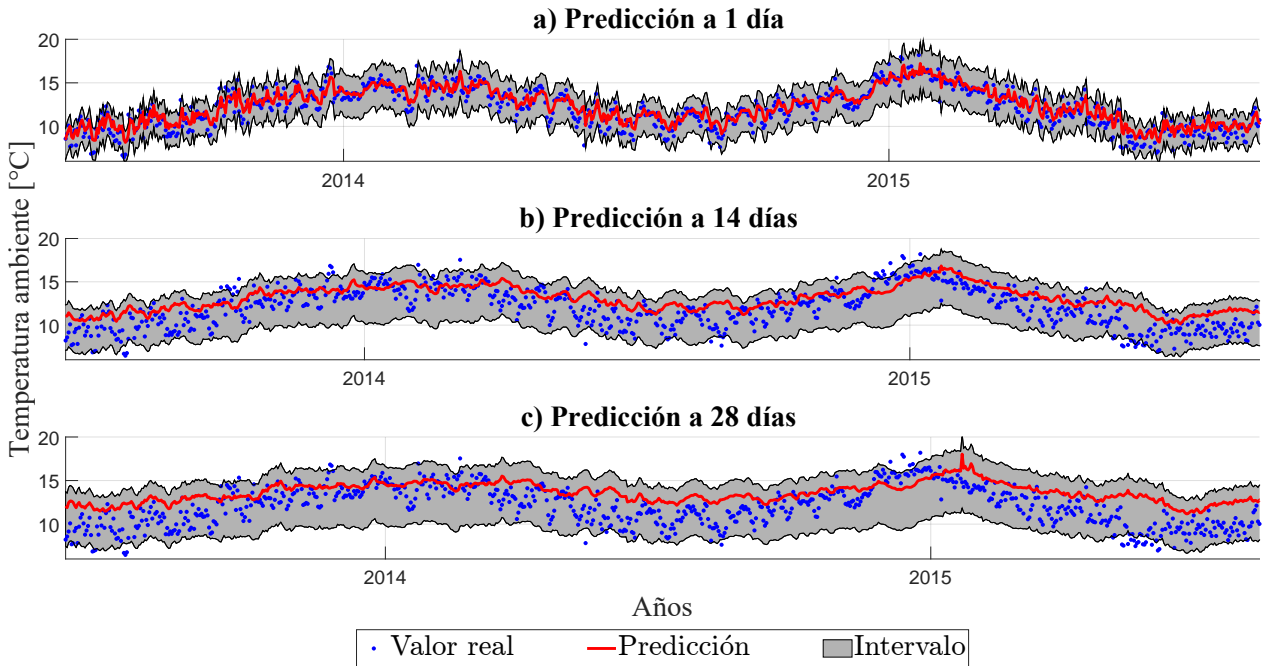 a) Predicción a 1 día
20
15
10
2014
2015
b) Predicción a 14 días
20
15
10
2014
2015
c) Predicción a 28 días
20
15
10
2014
2015
Temperatura ambiente [°C]
Años
Valor real
Predicción
Intervalo